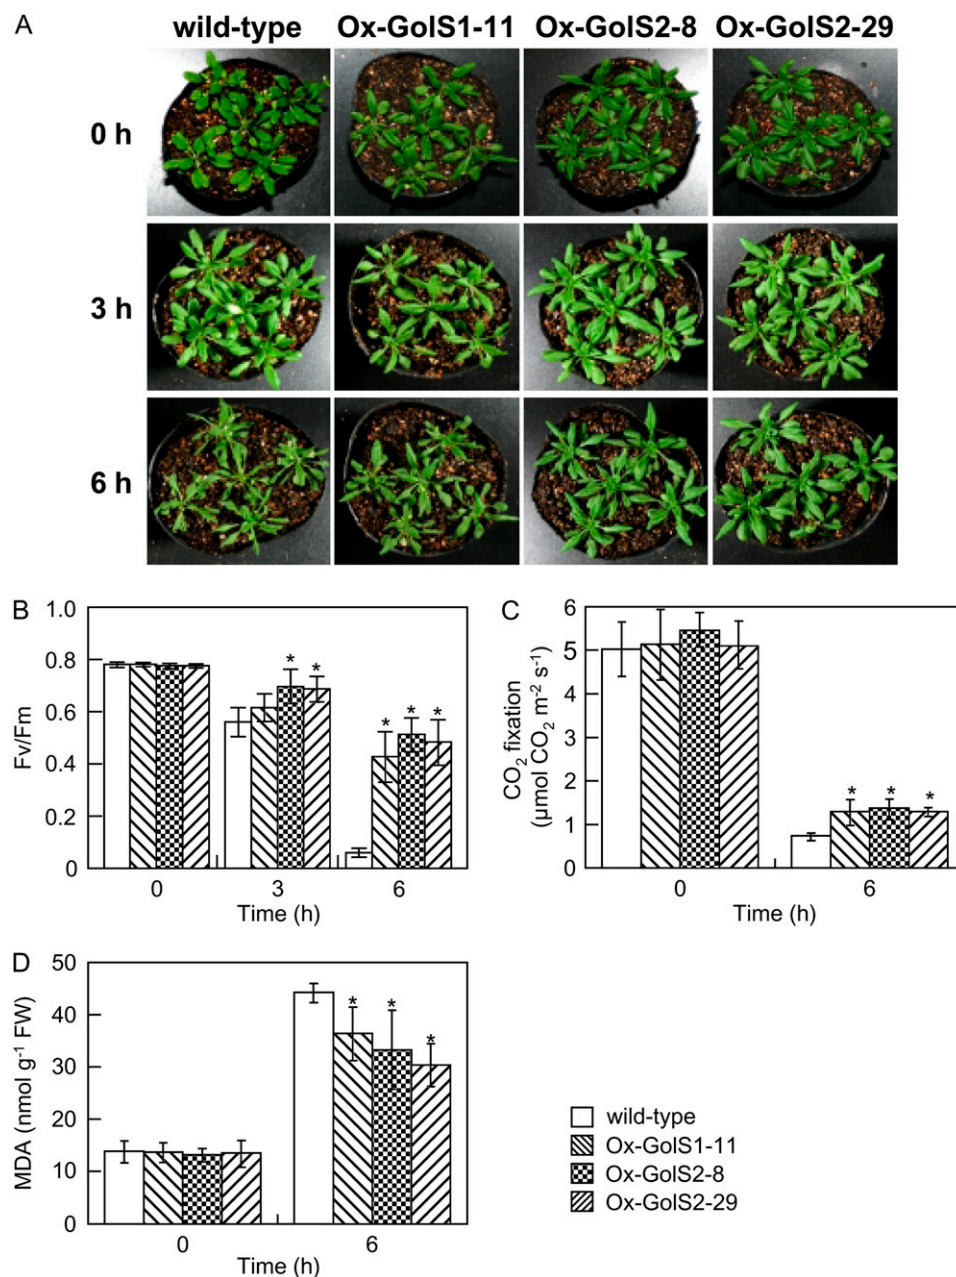 A
wild-type Ox-GolS1-11 Ox-GolS2-8 Ox-GolS2-29
0 h
3 h
6 h
B
1.0
0.8
0.6
0.4
0.2
0
Fv/Fm
* * * * *
0 3 6
Time (h)
C
6
5
4
3
2
1
0
CO₂ fixation
(μmol CO₂ m⁻² s⁻¹)
* * *
0 6
Time (h)
D
50
40
30
20
10
0
MDA (nmol g⁻¹ FW)
* * *
0 6
Time (h)
wild-type
Ox-GolS1-11
Ox-GolS2-8
Ox-GolS2-29